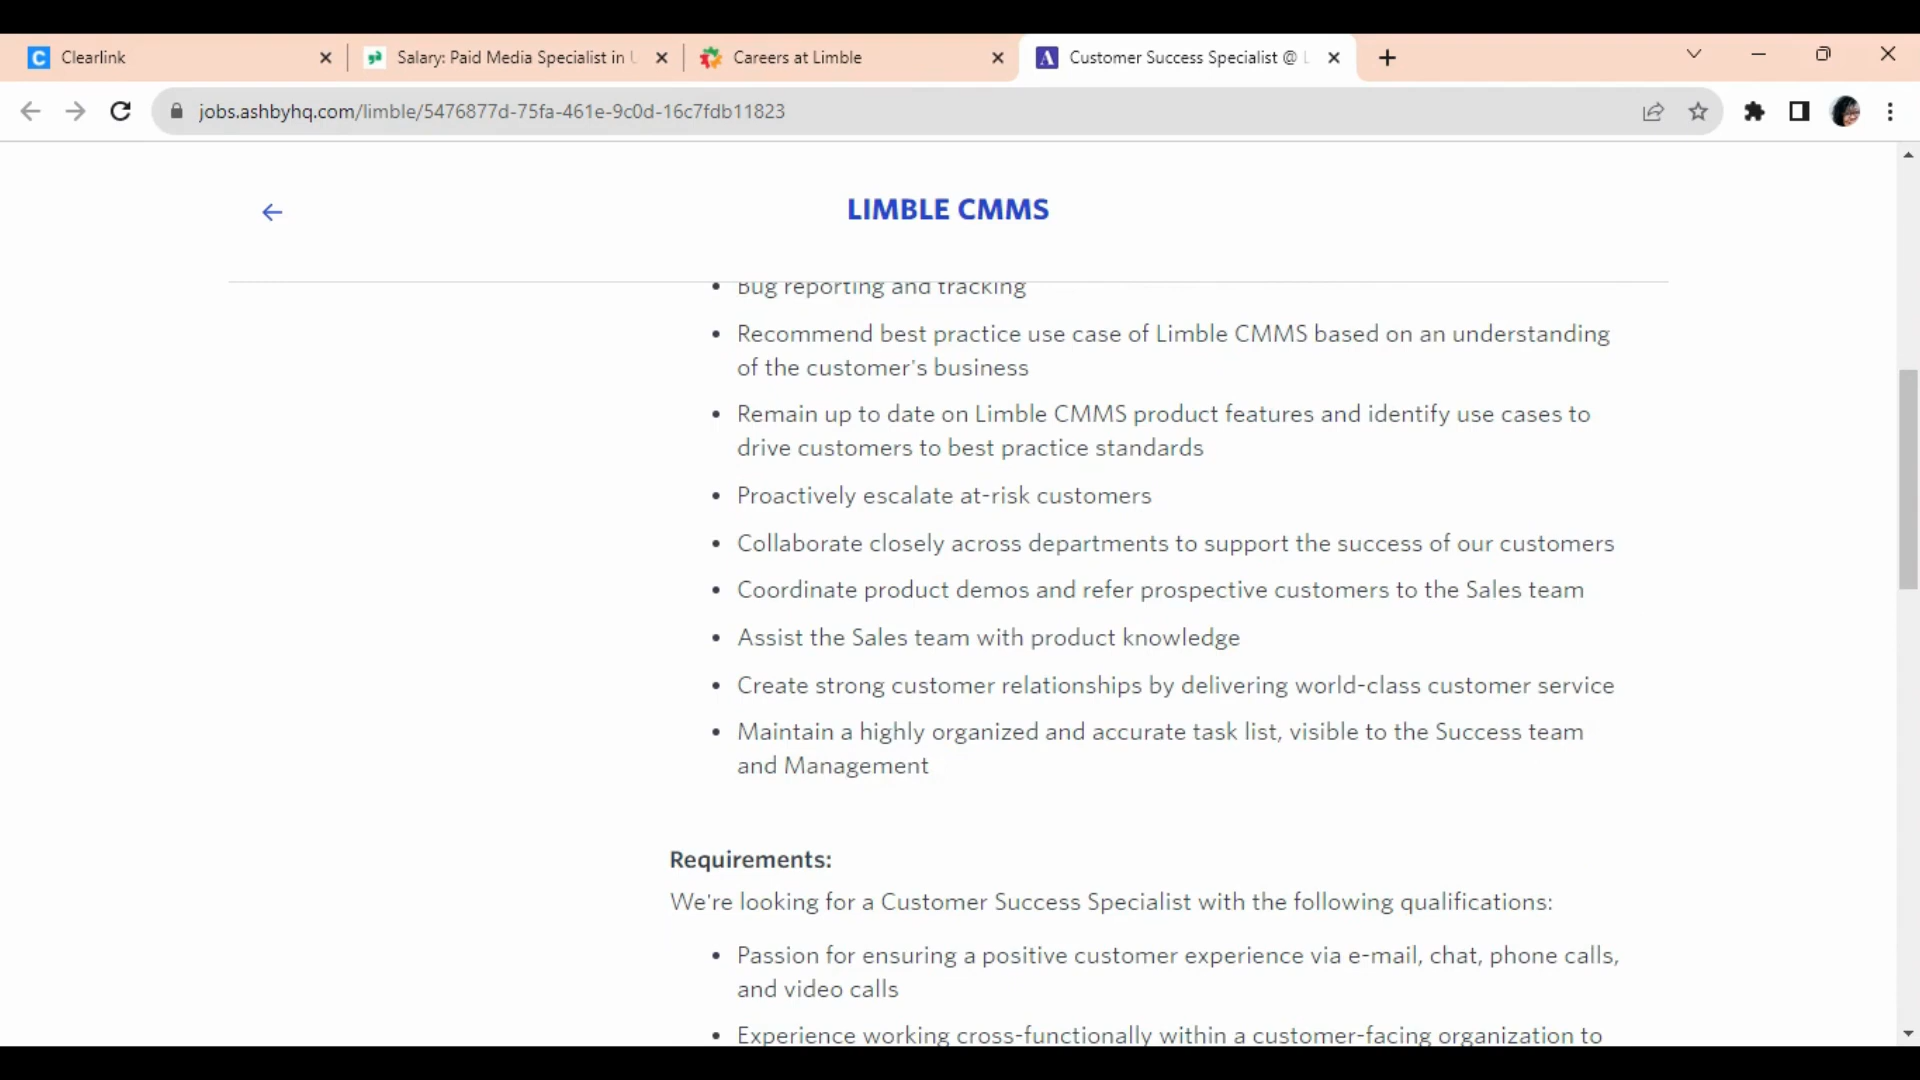 Clearlink
Salary: Paid Media Specialist in U
Careers at Limble
Customer Success Specialist @ L
jobs.ashbyhq.com/limble/5476877d-75fa-461e-9c0d-16c7fdb11823
LIMBLE CMMS
• Bug reporting and tracking
• Recommend best practice use case of Limble CMMS based on an understanding
of the customer's business
• Remain up to date on Limble CMMS product features and identify use cases to
drive customers to best practice standards
• Proactively escalate at-risk customers
• Collaborate closely across departments to support the success of our customers
• Coordinate product demos and refer prospective customers to the Sales team
• Assist the Sales team with product knowledge
• Create strong customer relationships by delivering world-class customer service
• Maintain a highly organized and accurate task list, visible to the Success team
and Management
Requirements:
We're looking for a Customer Success Specialist with the following qualifications:
• Passion for ensuring a positive customer experience via e-mail, chat, phone calls,
and video calls
• Experience working cross-functionally within a customer-facing organization to